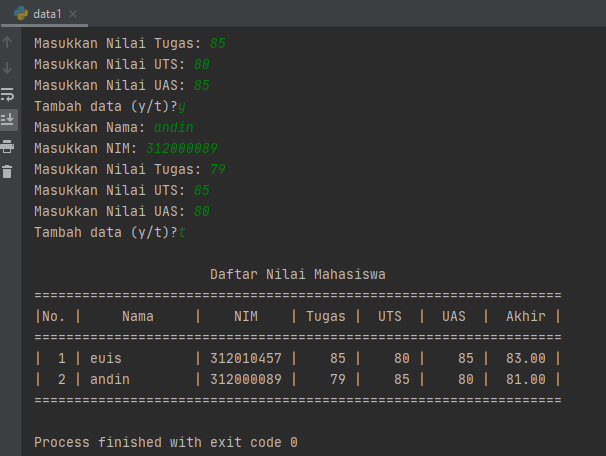 data1
Masukkan Nilai Tugas: 85
Masukkan Nilai UTS: 80
Masukkan Nilai UAS: 85
Tambah data (y/t)?y
Masukkan Nama: andin
Masukkan NIM: 312000089
Masukkan Nilai Tugas: 79
Masukkan Nilai UTS: 85
Masukkan Nilai UAS: 80
Tambah data (y/t)?t
Daftar Nilai Mahasiswa
==================================================================
|No. |     Nama     |    NIM    | Tugas |  UTS  |  UAS  |  Akhir |
==================================================================
|  1 | euis         | 312010457 |    85 |    80 |    85 |  83.00 |
|  2 | andin        | 312000089 |    79 |    85 |    80 |  81.00 |
==================================================================
Process finished with exit code 0